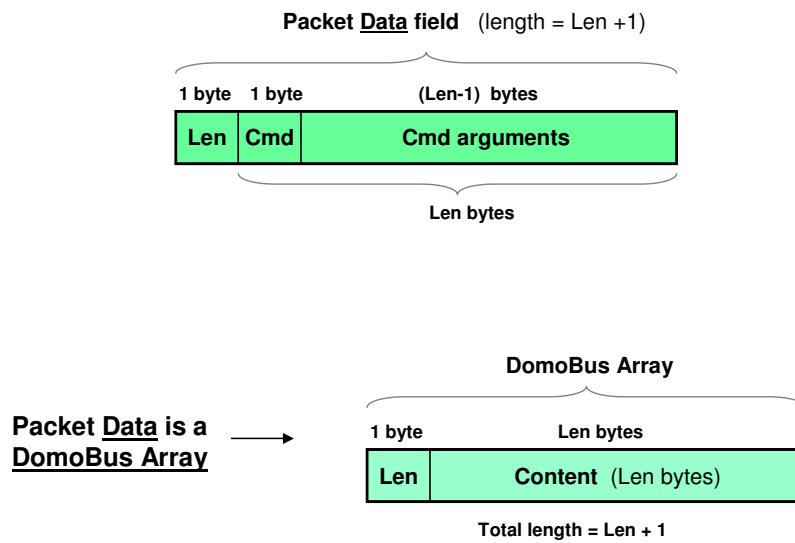 Packet Data field (length = Len +1)
1 byte 1 byte (Len-1) bytes
Len Cmd Cmd arguments
Len bytes
DomoBus Array
Packet Data is a
DomoBus Array
1 byte Len bytes
Len Content (Len bytes)
Total length = Len + 1